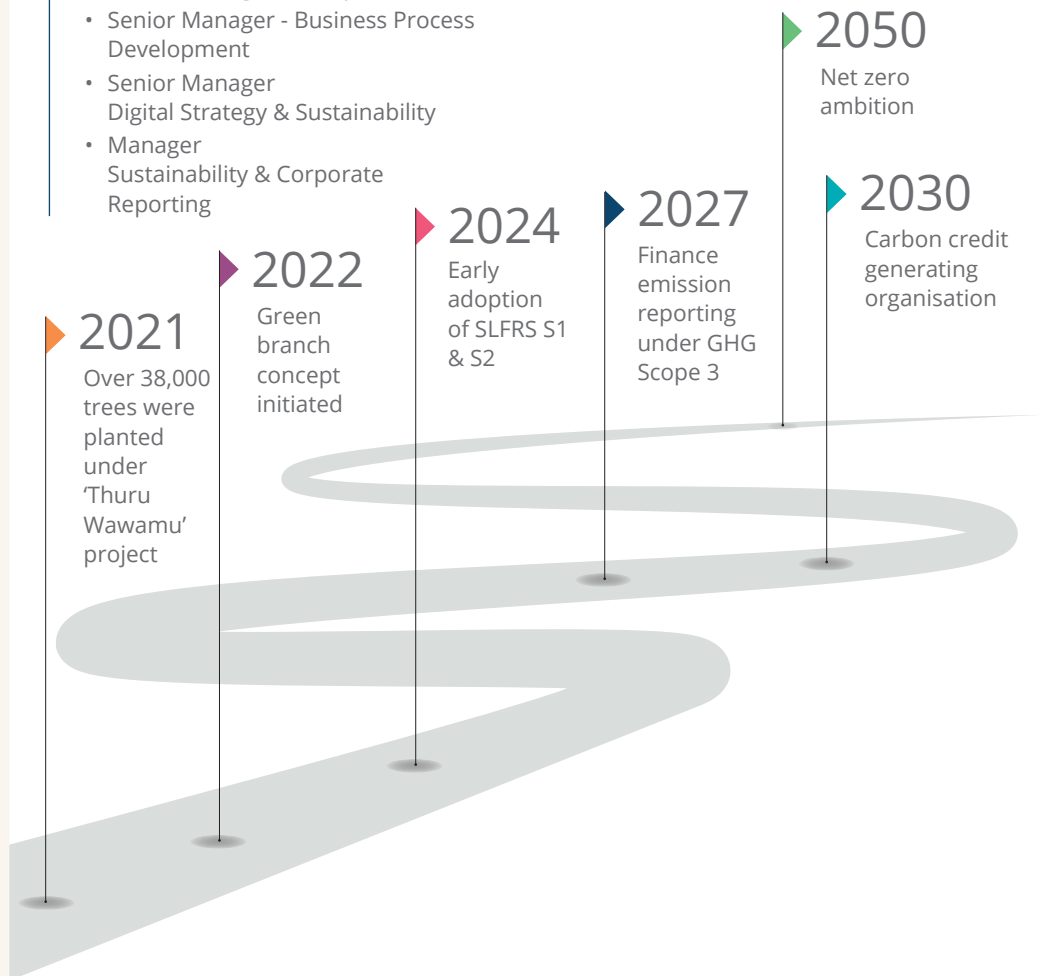 • Senior Manager - Business Process
Development
• Senior Manager
Digital Strategy & Sustainability
• Manager
Sustainability & Corporate
Reporting
2021
Over 38,000
trees were
planted
under
‘Thuru
Wawamu’
project
2022
Green
branch
concept
initiated
2024
Early
adoption
of SLFRS S1
& S2
2027
Finance
emission
reporting
under GHG
Scope 3
2030
Carbon credit
generating
organisation
2050
Net zero
ambition